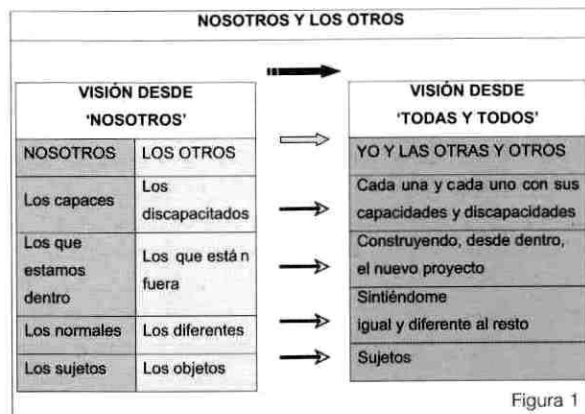 NOSOTROS Y LOS OTROS
VISIÓN DESDE
'NOSOTROS'
NOSOTROS
LOS OTROS
Los capaces
Los
discapacitados
Los que
estamos
dentro
Los que están
fuera
Los normales
Los diferentes
Los sujetos
Los objetos
VISIÓN DESDE
'TODAS Y TODOS'
YO Y LAS OTRAS Y OTROS
Cada una y cada uno con sus
capacidades y discapacidades
Construyendo, desde dentro,
el nuevo proyecto
Sintiéndome
igual y diferente al resto
Sujetos
Figura 1